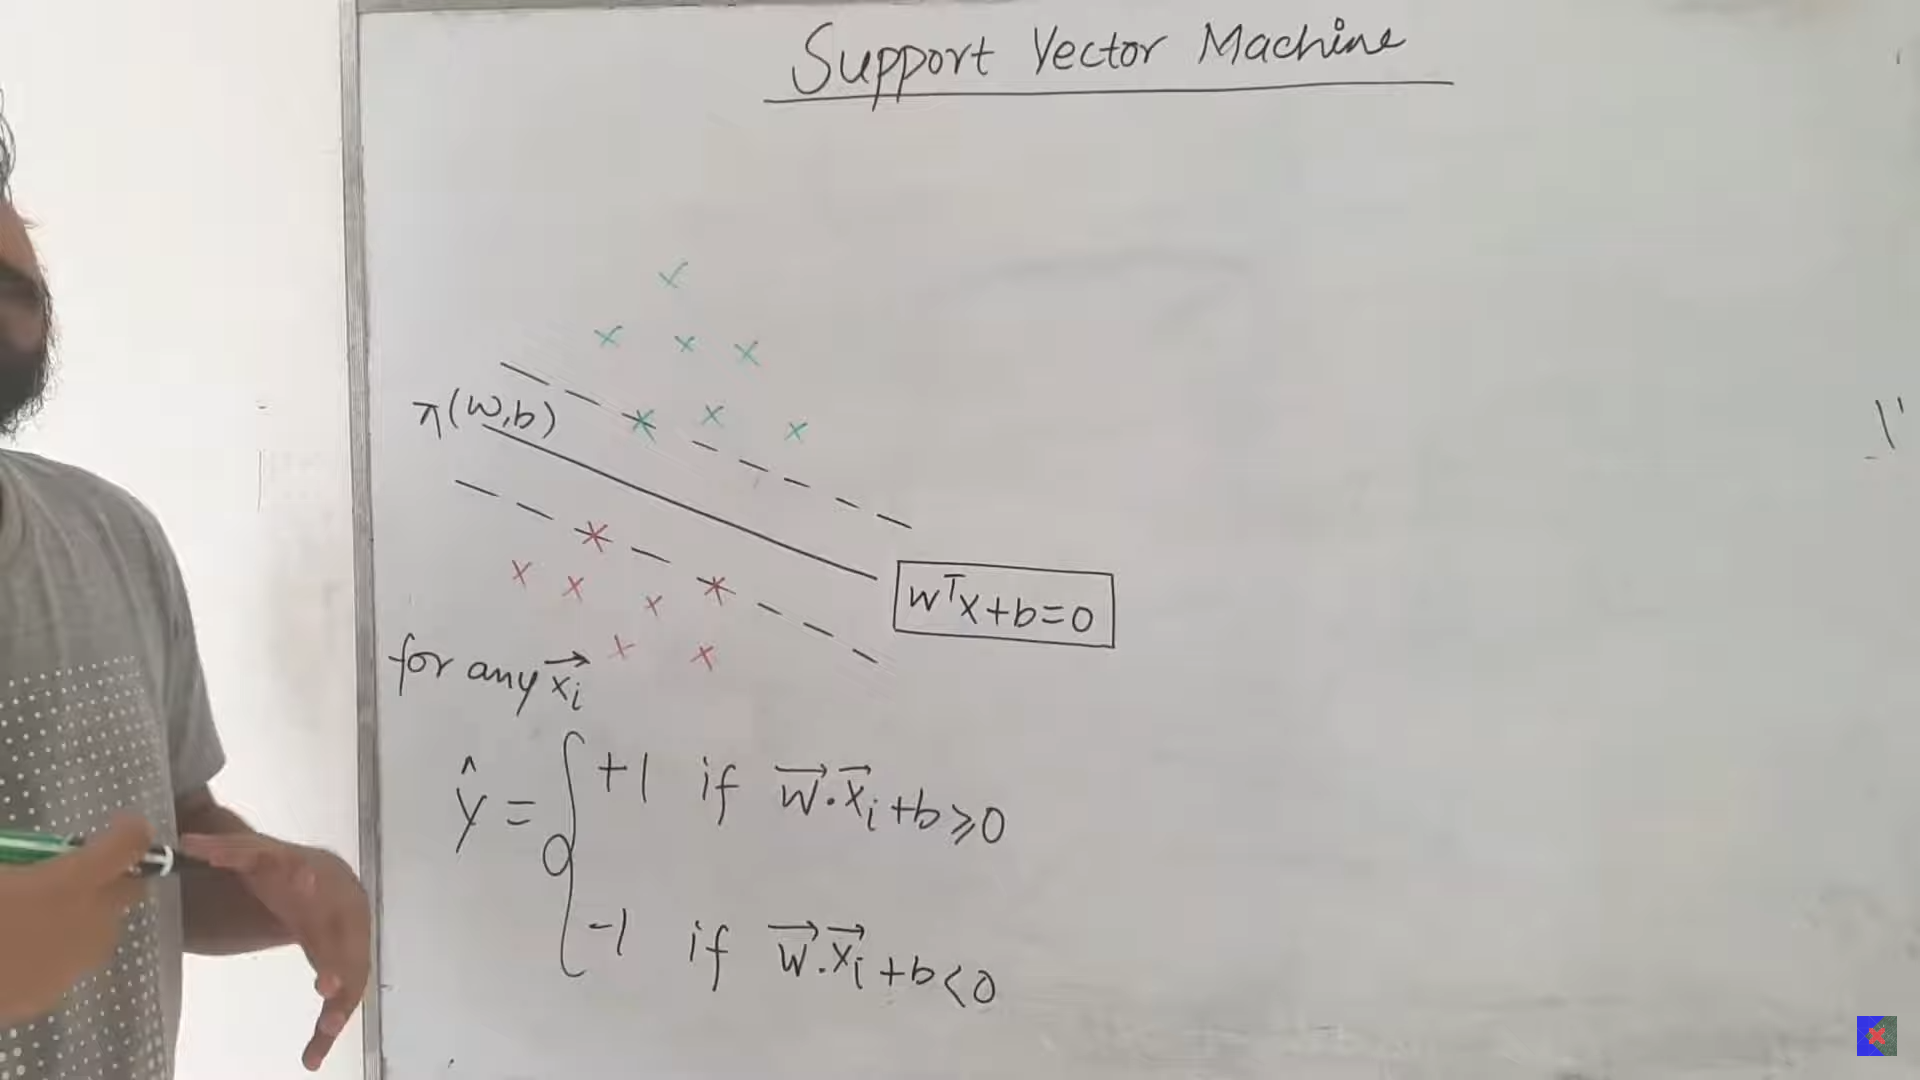 Support Vector Machine
π(w,b)
wᵀx+b=0
for any x⃗ᵢ
ŷ = { +1 if w⃗.x⃗ᵢ+b≥0
-1 if w⃗.x⃗ᵢ+b<0